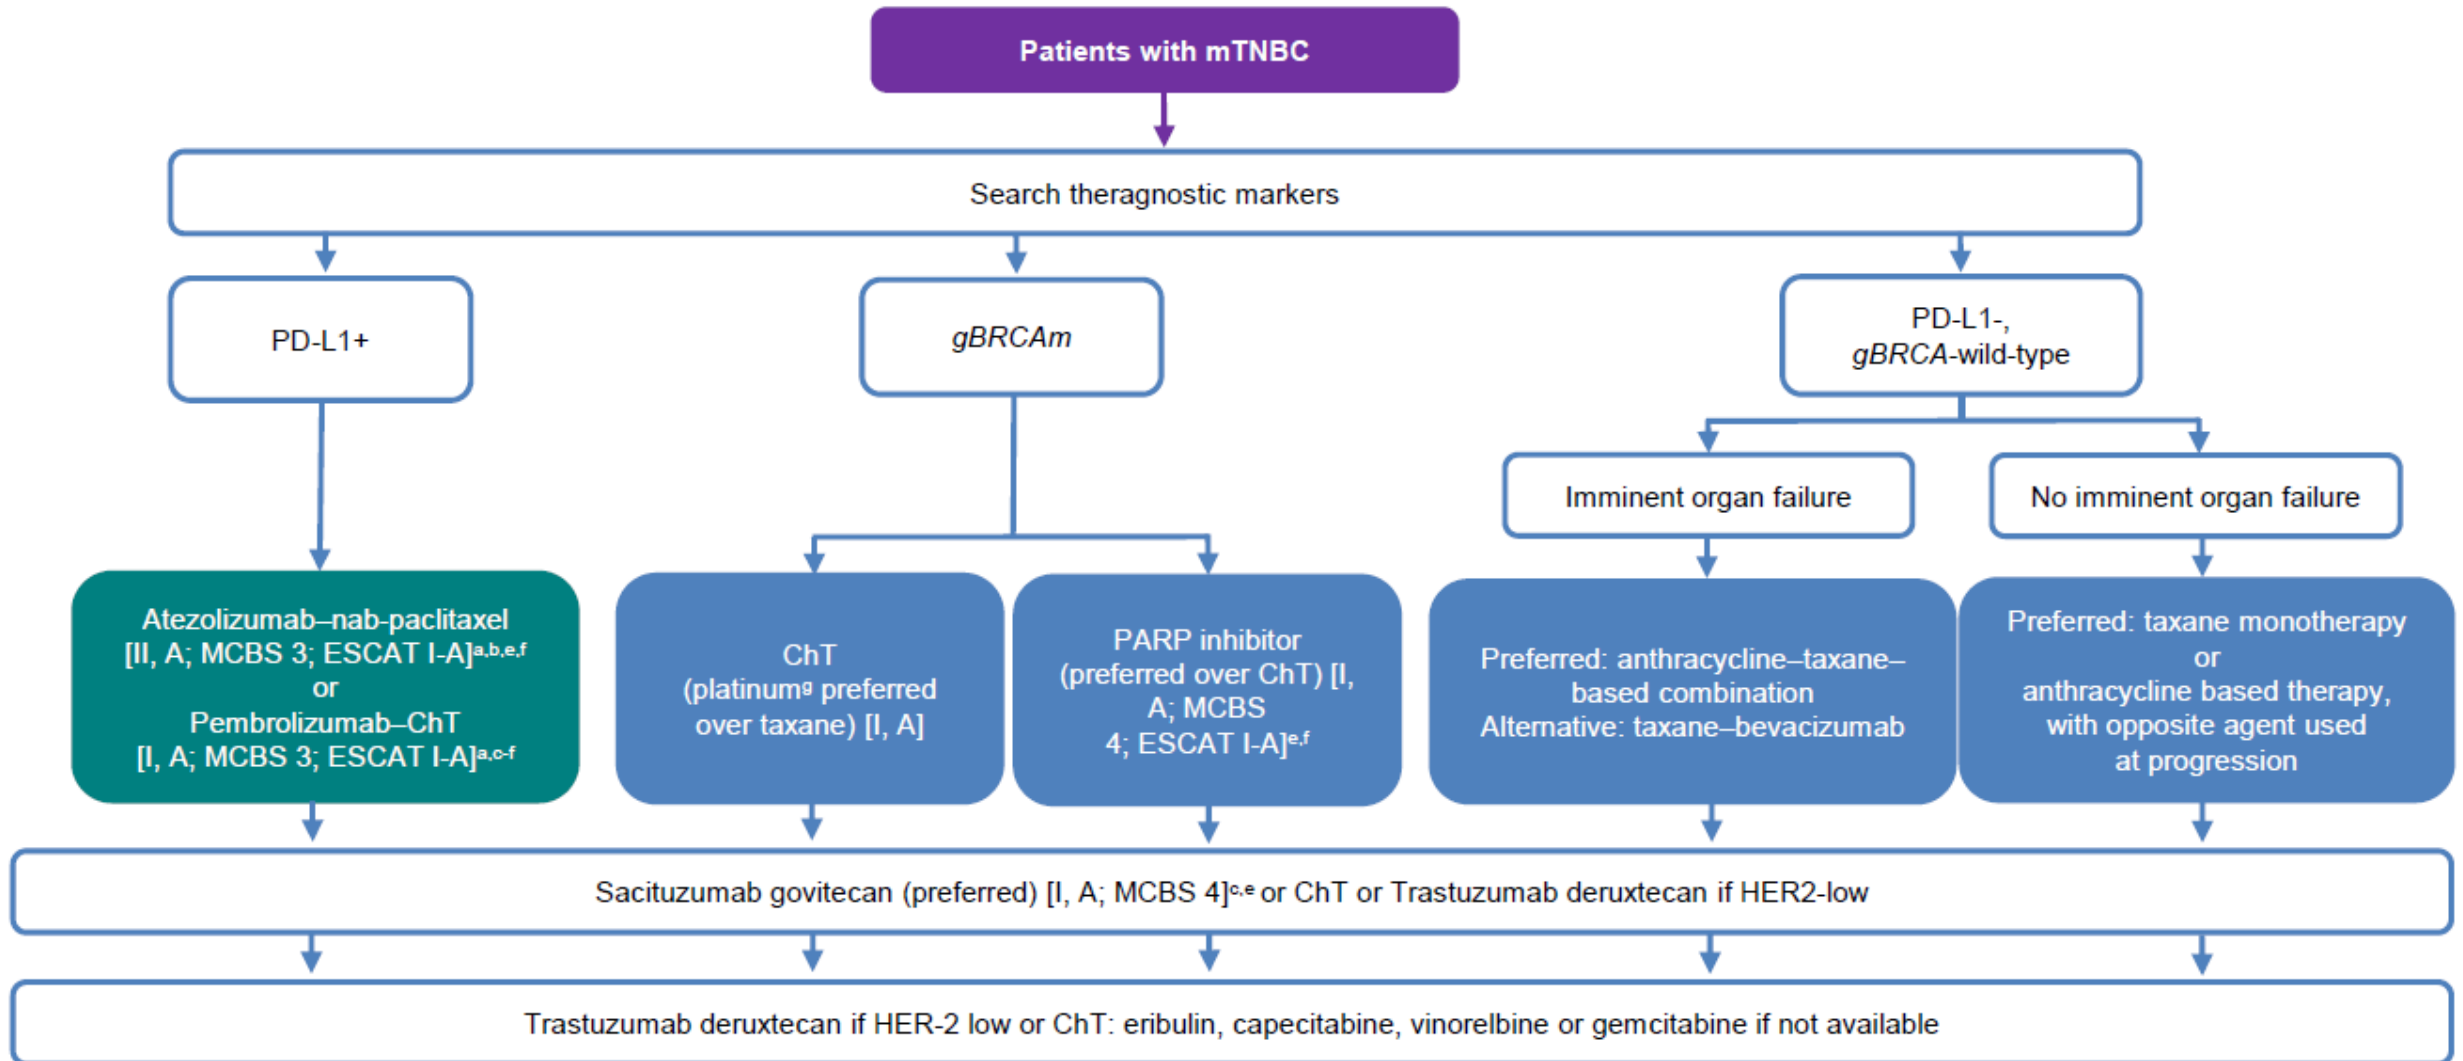 Patients with mTNBC
Search theragnostic markers
PD-L1+
gBRCAm
PD-L1-,
gBRCA-wild-type
Imminent organ failure
No imminent organ failure
Atezolizumab–nab-paclitaxel
[II, A; MCBS 3; ESCAT I-A]a,b,e,f
or
Pembrolizumab–ChT
[I, A; MCBS 3; ESCAT I-A]a,c-f
ChT
(platinumg preferred
over taxane) [I, A]
PARP inhibitor
(preferred over ChT) [I,
A; MCBS
4; ESCAT I-A]e,f
Preferred: anthracycline–taxane–
based combination
Alternative: taxane–bevacizumab
Preferred: taxane monotherapy
or
anthracycline based therapy,
with opposite agent used
at progression
Sacituzumab govitecan (preferred) [I, A; MCBS 4]c,e or ChT or Trastuzumab deruxtecan if HER2-low
Trastuzumab deruxtecan if HER-2 low or ChT: eribulin, capecitabine, vinorelbine or gemcitabine if not available